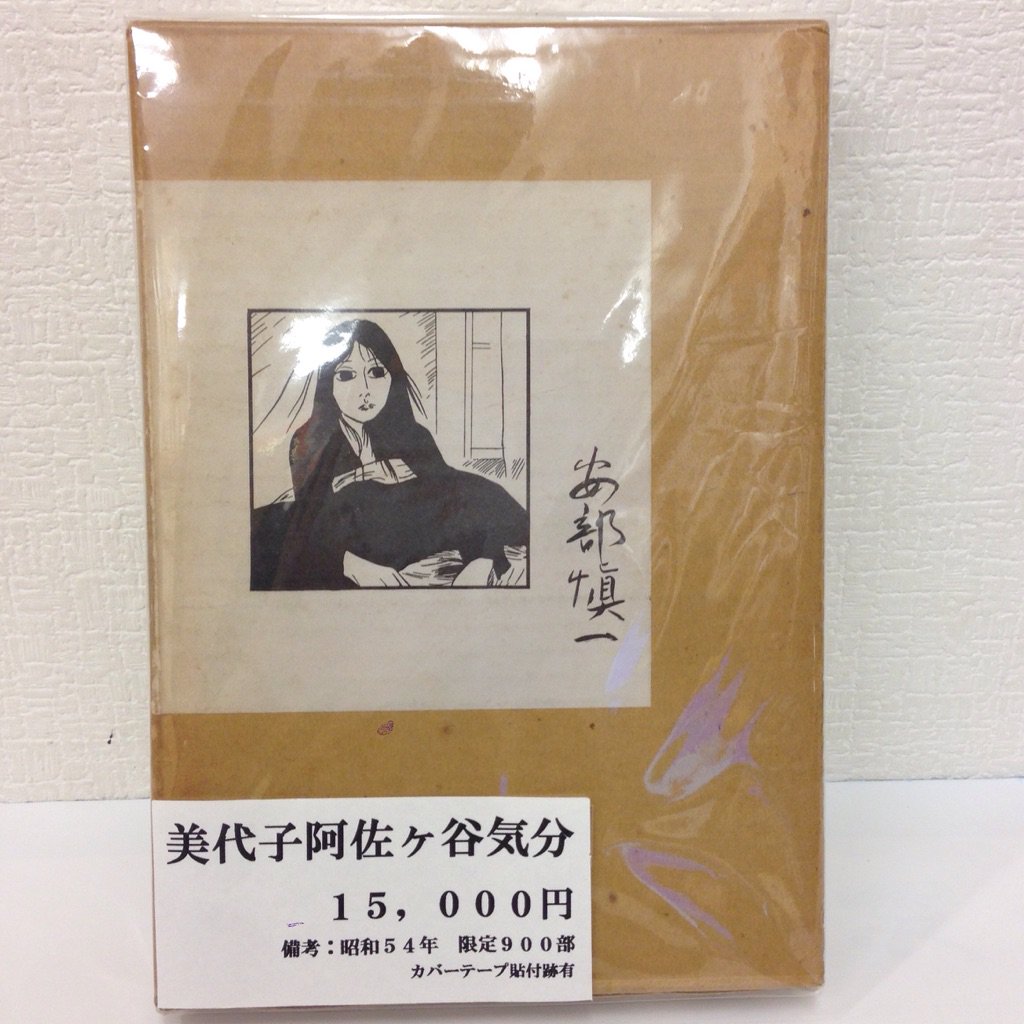 安部慎一
美代子阿佐ヶ谷気分
１５，０００円
備考：昭和５４年　限定９００部
カバーテープ貼付跡有